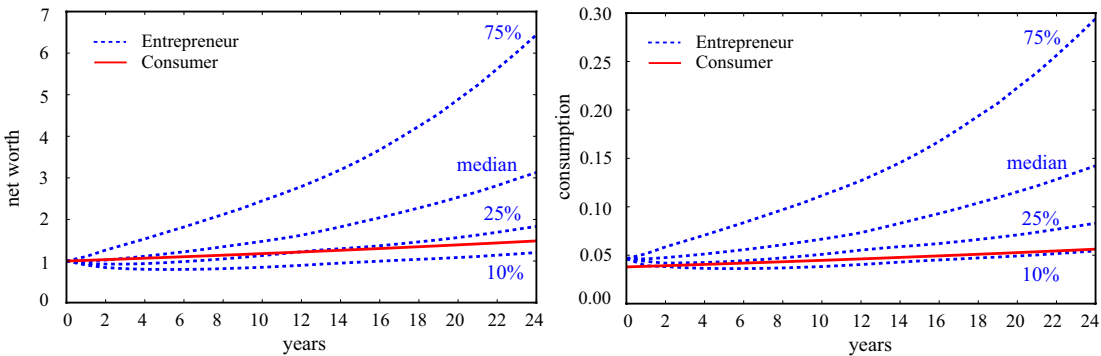 7
6
5
4
3
2
1
0
net worth
Entrepreneur
Consumer
75%
median
25%
10%
0 2 4 6 8 10 12 14 16 18 20 22 24
years
0.30
0.25
0.20
0.15
0.10
0.05
0.00
consumption
Entrepreneur
Consumer
75%
median
25%
10%
0 2 4 6 8 10 12 14 16 18 20 22 24
years